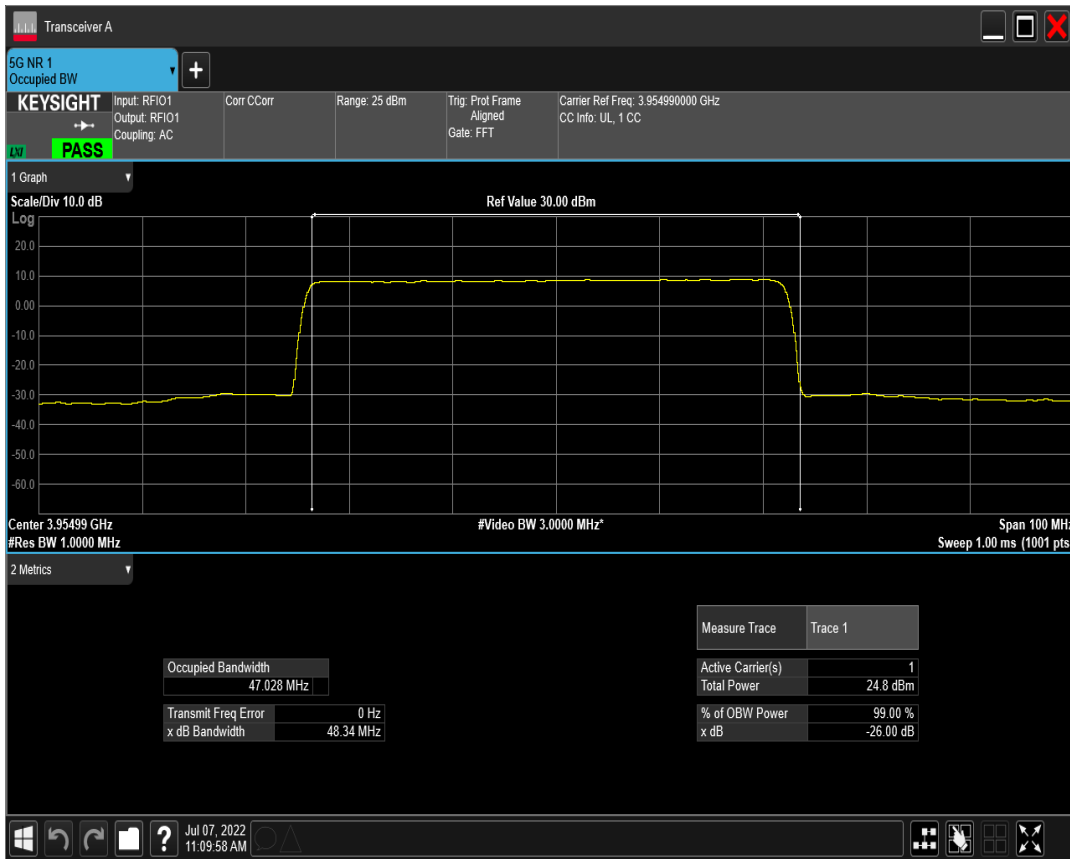 Transceiver A
5G NR 1
Occupied BW
KEYSIGHT
LXI
PASS
Input: RFIO1
Output: RFIO1
Coupling: AC
Corr CCorr
Range: 25 dBm
Trig: Prot Frame
Aligned
Gate: FFT
Carrier Ref Freq: 3.954990000 GHz
CC Info: UL, 1 CC
1 Graph
Scale/Div 10.0 dB
Ref Value 30.00 dBm
Log
20.0
10.0
0.00
-10.0
-20.0
-30.0
-40.0
-50.0
-60.0
Center 3.95499 GHz
#Video BW 3.0000 MHz*
Span 100 MHz
#Res BW 1.0000 MHz
Sweep 1.00 ms (1001 pts
2 Metrics
Measure Trace Trace 1
Occupied Bandwidth
47.028 MHz
Active Carrier(s) 1
Total Power 24.8 dBm
Transmit Freq Error 0 Hz
x dB Bandwidth 48.34 MHz
% of OBW Power 99.00 %
x dB -26.00 dB
?
Jul 07, 2022
11:09:58 AM